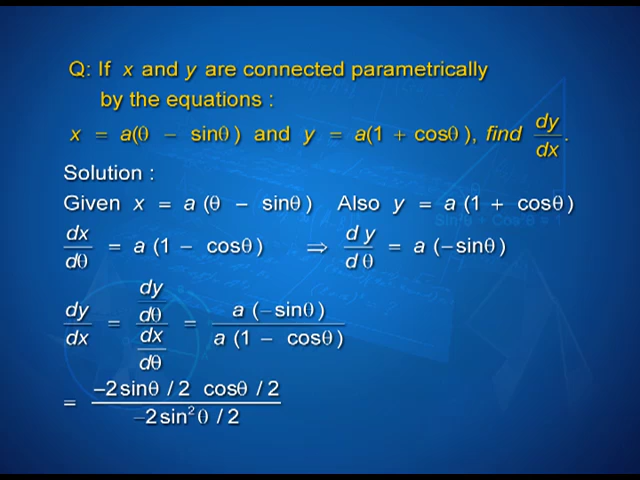 Q: If x and y are connected parametrically
by the equations :
x = a(θ – sinθ) and y = a(1 + cosθ), find dy/dx.
Solution :
Given x = a (θ – sinθ) Also y = a (1 + cosθ)
dx/dθ = a (1 – cosθ) ⇒ dy/dθ = a (–sinθ)
dy/dx = (dy/dθ)/(dx/dθ) = a (–sinθ) / a (1 – cosθ)
= –2 sinθ / 2 cosθ / 2 / –2 sin²θ / 2